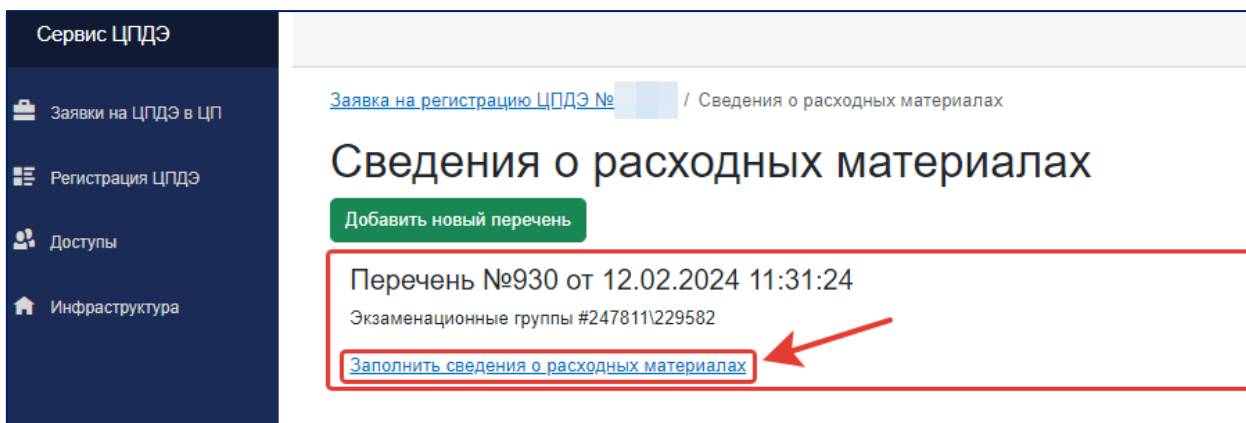 Сервис ЦПДЭ
Заявки на ЦПДЭ в ЦП
Регистрация ЦПДЭ
Доступы
Инфраструктура
Заявка на регистрацию ЦПДЭ № / Сведения о расходных материалах
Сведения о расходных материалах
Добавить новый перечень
Перечень №930 от 12.02.2024 11:31:24
Экзаменационные группы #247811\229582
Заполнить сведения о расходных материалах